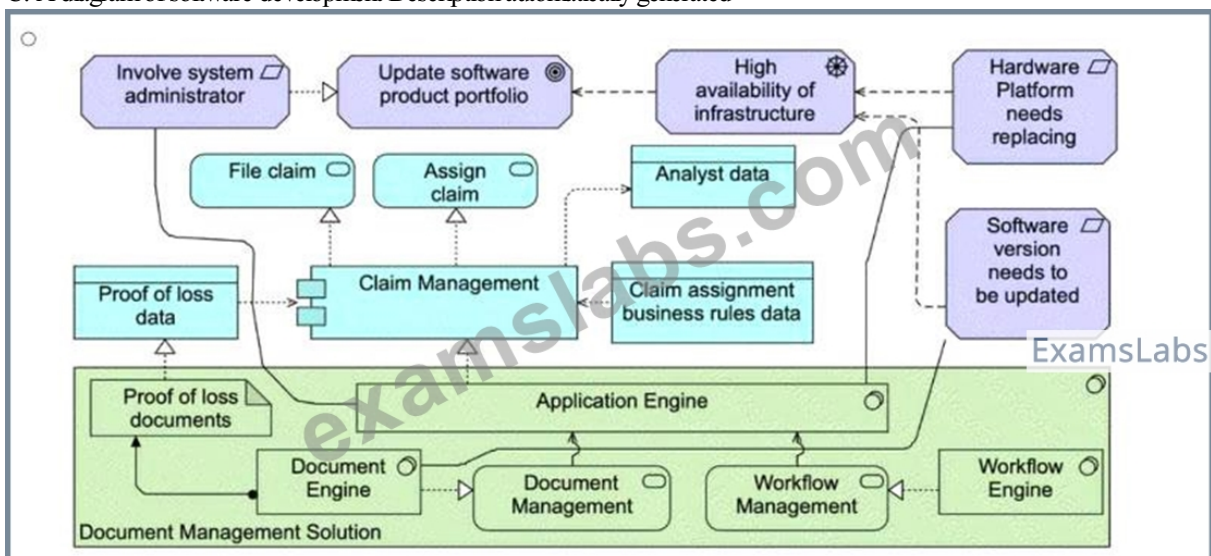 Involve system
administrator
Update software
product portfolio
High
availability of
infrastructure
Hardware
Platform
needs
replacing
File claim
Assign
claim
Analyst data
Software
version
needs to
be updated
Proof of loss
data
Claim Management
Claim assignment
business rules data
ExamsLabs
examslabs.com
Proof of loss
documents
Application Engine
Document
Engine
Document
Management
Workflow
Management
Workflow
Engine
Document Management Solution